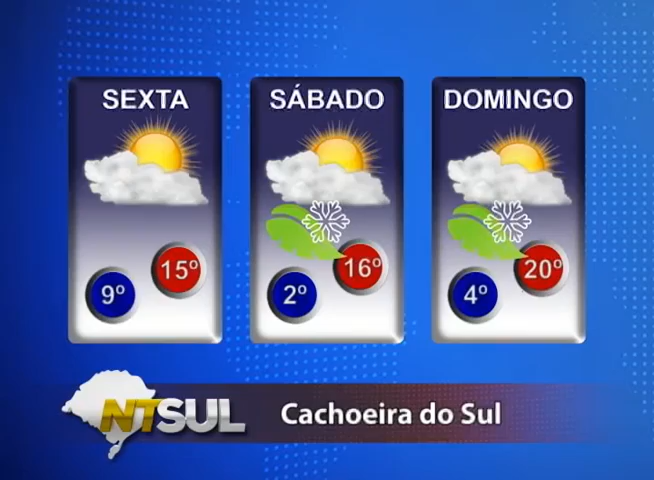 SEXTA
SÁBADO
DOMINGO
9º
15º
2º
16º
4º
20º
NTSUL
Cachoeira do Sul